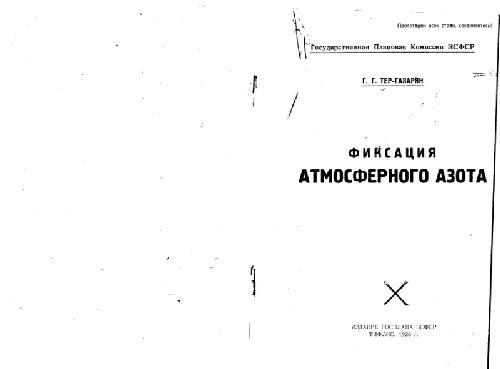 Пролетарии всех стран, соединяйтесь!
Государственная Плановая Комиссия ЗСФСР
Г. Г. ТЕР-ГАЗАРЯН
ФИКСАЦИЯ
АТМОСФЕРНОГО АЗОТА
ИЗДАНИЕ ГОСПЛАНА ЗСФСР
ТИФЛИС, 1926 г.